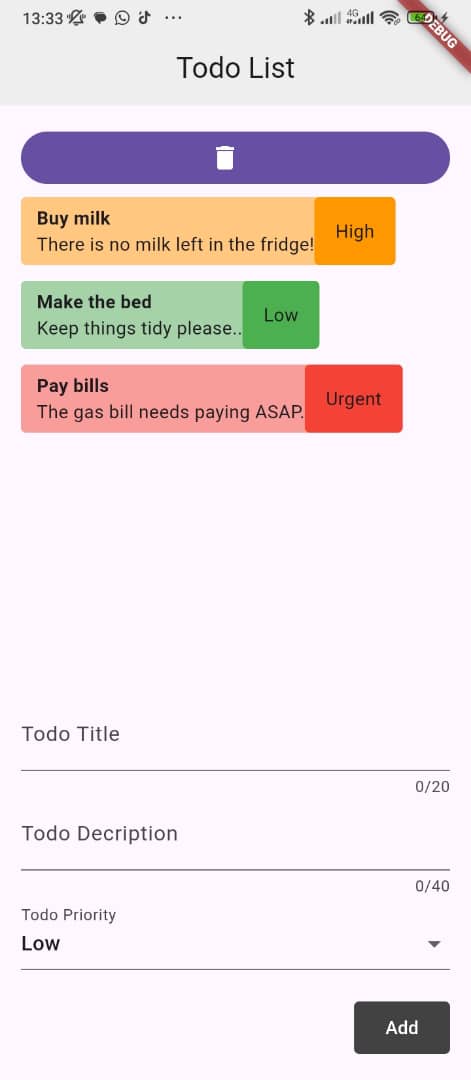 13:33
4G
64
DEBUG
Todo List
Buy milk
There is no milk left in the fridge!
High
Make the bed
Keep things tidy please..
Low
Pay bills
The gas bill needs paying ASAP.
Urgent
Todo Title
0/20
Todo Decription
0/40
Todo Priority
Low
Add